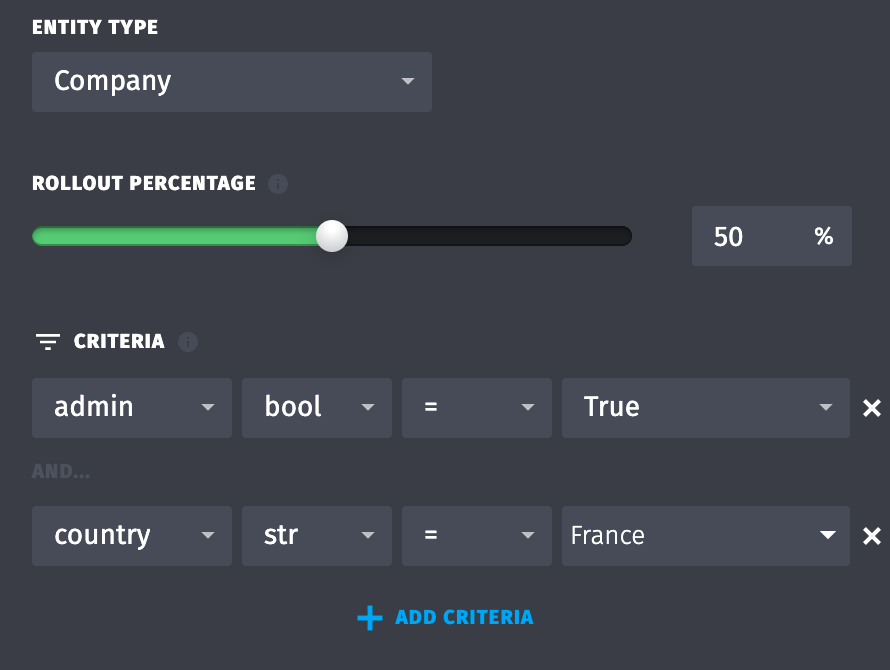 ENTITY TYPE
Company
ROLLOUT PERCENTAGE
50 %
CRITERIA
admin bool = True
AND...
country str = France
ADD CRITERIA